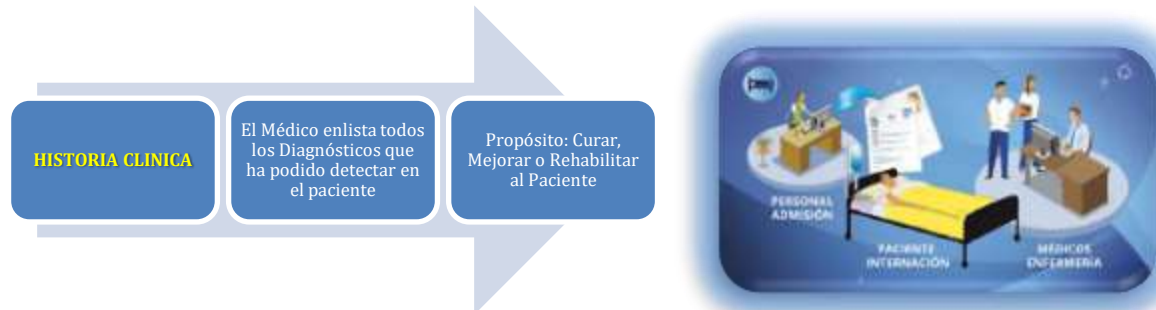 HISTORIA CLINICA
El Médico enlista todos
los Diagnósticos que
ha podido detectar en
el paciente
Propósito: Curar,
Mejorar o Rehabilitar
al Paciente
PERSONAL
ADMISIÓN
PACIENTE
INTERNACIÓN
MÉDICOS
ENFERMERÍA